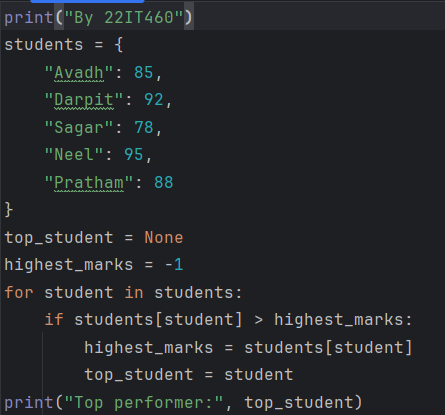 print("By 22IT460")
students = {
    "Avadh": 85,
    "Darpit": 92,
    "Sagar": 78,
    "Neel": 95,
    "Pratham": 88
}
top_student = None
highest_marks = -1
for student in students:
    if students[student] > highest_marks:
        highest_marks = students[student]
        top_student = student
print("Top performer:", top_student)